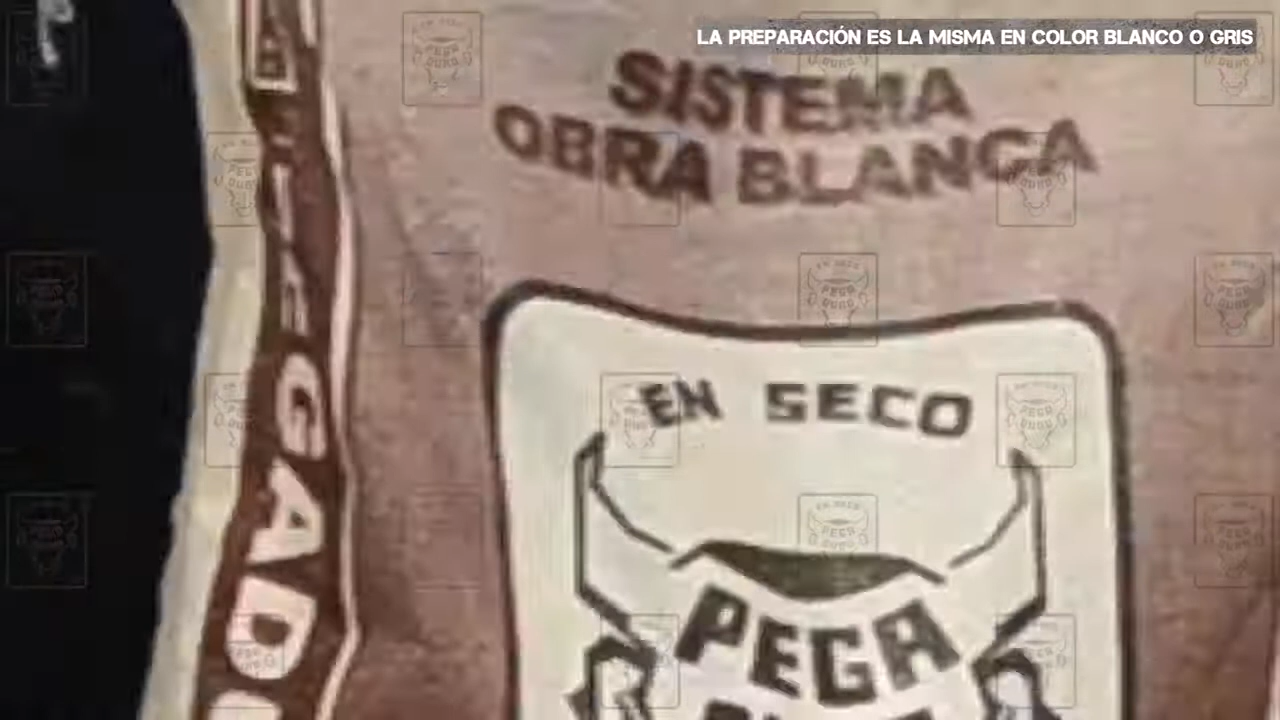 LA PREPARACIÓN ES LA MISMA EN COLOR BLANCO O GRIS
SISTEMA
OBRA BLANCA
EN SECO
PEGA